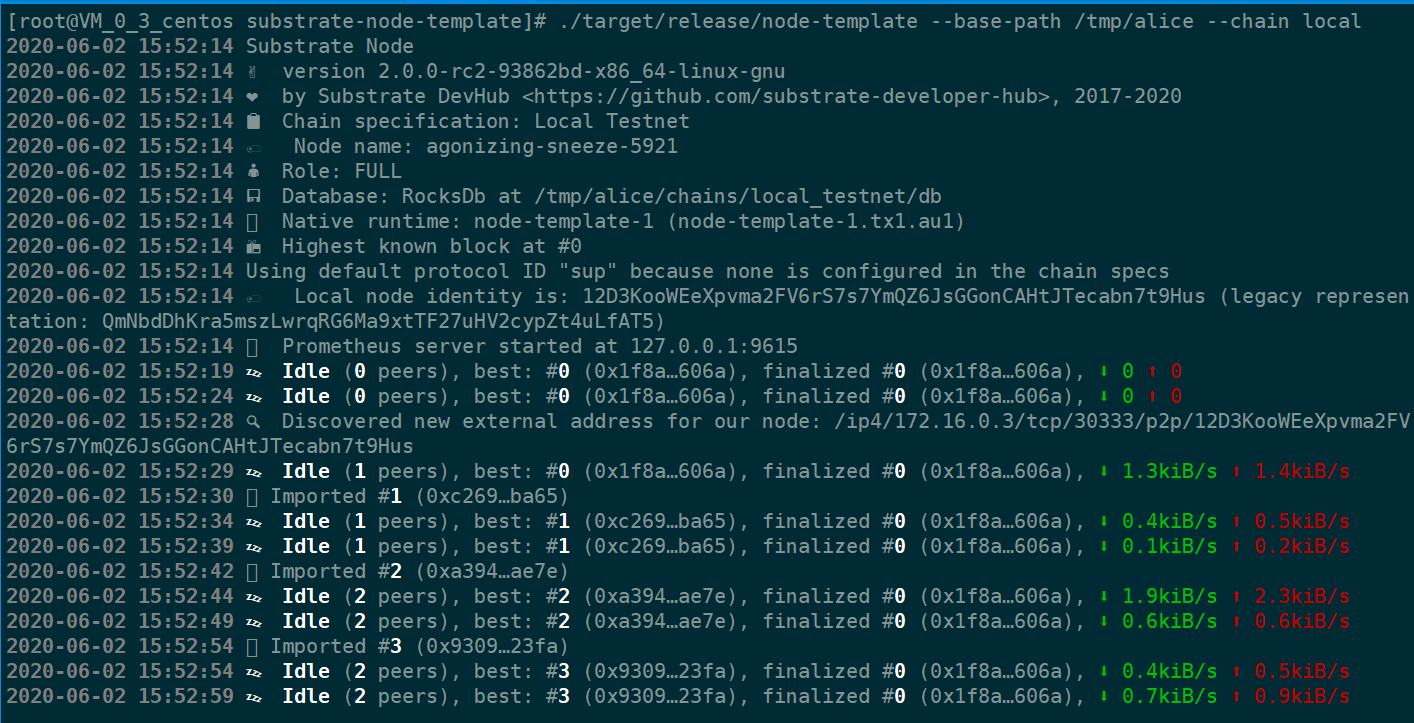 [root@VM_0_3_centos substrate-node-template]# ./target/release/node-template --base-path /tmp/alice --chain local
2020-06-02 15:52:14 Substrate Node
2020-06-02 15:52:14 ✌ version 2.0.0-rc2-93862bd-x86_64-linux-gnu
2020-06-02 15:52:14 ❤ by Substrate DevHub <https://github.com/substrate-developer-hub>, 2017-2020
2020-06-02 15:52:14 📋 Chain specification: Local Testnet
2020-06-02 15:52:14 🏷 Node name: agonizing-sneeze-5921
2020-06-02 15:52:14 👤 Role: FULL
2020-06-02 15:52:14 💾 Database: RocksDb at /tmp/alice/chains/local_testnet/db
2020-06-02 15:52:14 Native runtime: node-template-1 (node-template-1.tx1.au1)
2020-06-02 15:52:14 📦 Highest known block at #0
2020-06-02 15:52:14 Using default protocol ID "sup" because none is configured in the chain specs
2020-06-02 15:52:14 🏷 Local node identity is: 12D3KooWEeXpvma2FV6rS7s7YmQZ6JsGGonCAHtJTecabn7t9Hus (legacy represen
tation: QmNbdDhKra5mszLwrqRG6Ma9xtTF27uHV2cypZt4uLfAT5)
2020-06-02 15:52:14 Prometheus server started at 127.0.0.1:9615
2020-06-02 15:52:19 💤 Idle (0 peers), best: #0 (0x1f8a…606a), finalized #0 (0x1f8a…606a), ⬇ 0 ⬆ 0
2020-06-02 15:52:24 💤 Idle (0 peers), best: #0 (0x1f8a…606a), finalized #0 (0x1f8a…606a), ⬇ 0 ⬆ 0
2020-06-02 15:52:28 🔍 Discovered new external address for our node: /ip4/172.16.0.3/tcp/30333/p2p/12D3KooWEeXpvma2FV
6rS7s7YmQZ6JsGGonCAHtJTecabn7t9Hus
2020-06-02 15:52:29 💤 Idle (1 peers), best: #0 (0x1f8a…606a), finalized #0 (0x1f8a…606a), ⬇ 1.3kiB/s ⬆ 1.4kiB/s
2020-06-02 15:52:30 Imported #1 (0xc269…ba65)
2020-06-02 15:52:34 💤 Idle (1 peers), best: #1 (0xc269…ba65), finalized #0 (0x1f8a…606a), ⬇ 0.4kiB/s ⬆ 0.5kiB/s
2020-06-02 15:52:39 💤 Idle (1 peers), best: #1 (0xc269…ba65), finalized #0 (0x1f8a…606a), ⬇ 0.1kiB/s ⬆ 0.2kiB/s
2020-06-02 15:52:42 Imported #2 (0xa394…ae7e)
2020-06-02 15:52:44 💤 Idle (2 peers), best: #2 (0xa394…ae7e), finalized #0 (0x1f8a…606a), ⬇ 1.9kiB/s ⬆ 2.3kiB/s
2020-06-02 15:52:49 💤 Idle (2 peers), best: #2 (0xa394…ae7e), finalized #0 (0x1f8a…606a), ⬇ 0.6kiB/s ⬆ 0.6kiB/s
2020-06-02 15:52:54 Imported #3 (0x9309…23fa)
2020-06-02 15:52:54 💤 Idle (2 peers), best: #3 (0x9309…23fa), finalized #0 (0x1f8a…606a), ⬇ 0.4kiB/s ⬆ 0.5kiB/s
2020-06-02 15:52:59 💤 Idle (2 peers), best: #3 (0x9309…23fa), finalized #0 (0x1f8a…606a), ⬇ 0.7kiB/s ⬆ 0.9kiB/s